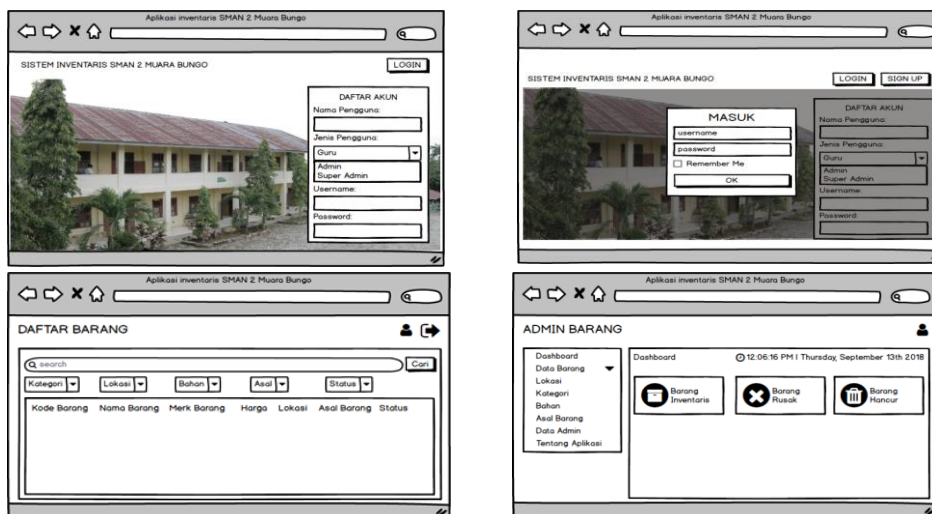 Aplikasi inventaris SMAN 2 Muara Bungo
SISTEM INVENTARIS SMAN 2 MUARA BUNGO
LOGIN
DAFTAR AKUN
Nama Pengguna:
Jenis Pengguna:
Guru
Admin
Super Admin
Username:
Password:
Aplikasi inventaris SMAN 2 Muara Bungo
SISTEM INVENTARIS SMAN 2 MUARA BUNGO
LOGIN SIGN UP
MASUK
username
password
Remember Me
OK
DAFTAR AKUN
Nama Pengguna:
Jenis Pengguna:
Guru
Admin
Super Admin
Username:
Password:
Aplikasi inventaris SMAN 2 Muara Bungo
DAFTAR BARANG
search
Cari
Kategori Lokasi Bahan Asal Status
Kode Barang Nama Barang Merk Barang Harga Lokasi Asal Barang Status
Aplikasi inventaris SMAN 2 Muara Bungo
ADMIN BARANG
Dashboard
Data Barang
Lokasi
Kategori
Bahan
Asal Barang
Data Admin
Tentang Aplikasi
Dashboard
12:06:16 PM I Thursday, September 13th 2018
Barang
Inventaris
Barang
Rusak
Barang
Hancur